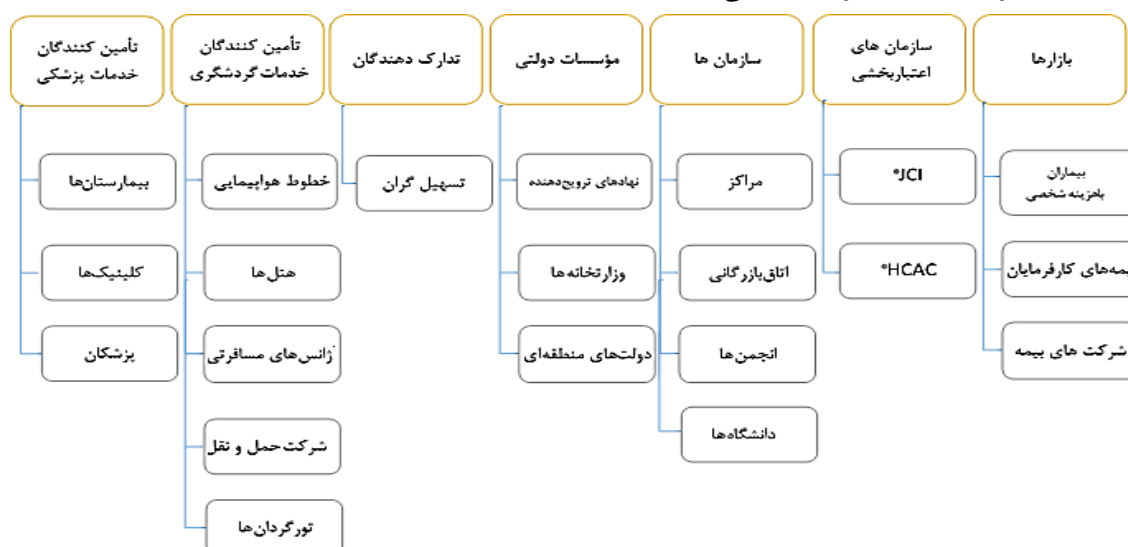 بازارها
بیماران
باهزینه شخصی
یمه‌های کارفرمایان
شرکت های بیمه
سازمان های
اعتباربخشی
°JCI
°HCAC
سازمان ها
مراکز
اتاق‌بازرگانی
انجمن‌ها
دانشگاه‌ها
مؤسسات دولتی
نهادهای ترویج‌دهنده
وزارتخانه‌ها
دولت‌های منطقه‌ای
تدارک دهندگان
تسهیل گران
تأمین کنندگان
خدمات گردشگری
خطوط هواپیمایی
هتل‌ها
آژانس‌های مسافرتی
شرکت حمل و نقل
تورگردان‌ها
تأمین کنندگان
خدمات پزشکی
بیمارستان‌ها
کلینیک‌ها
پزشکان